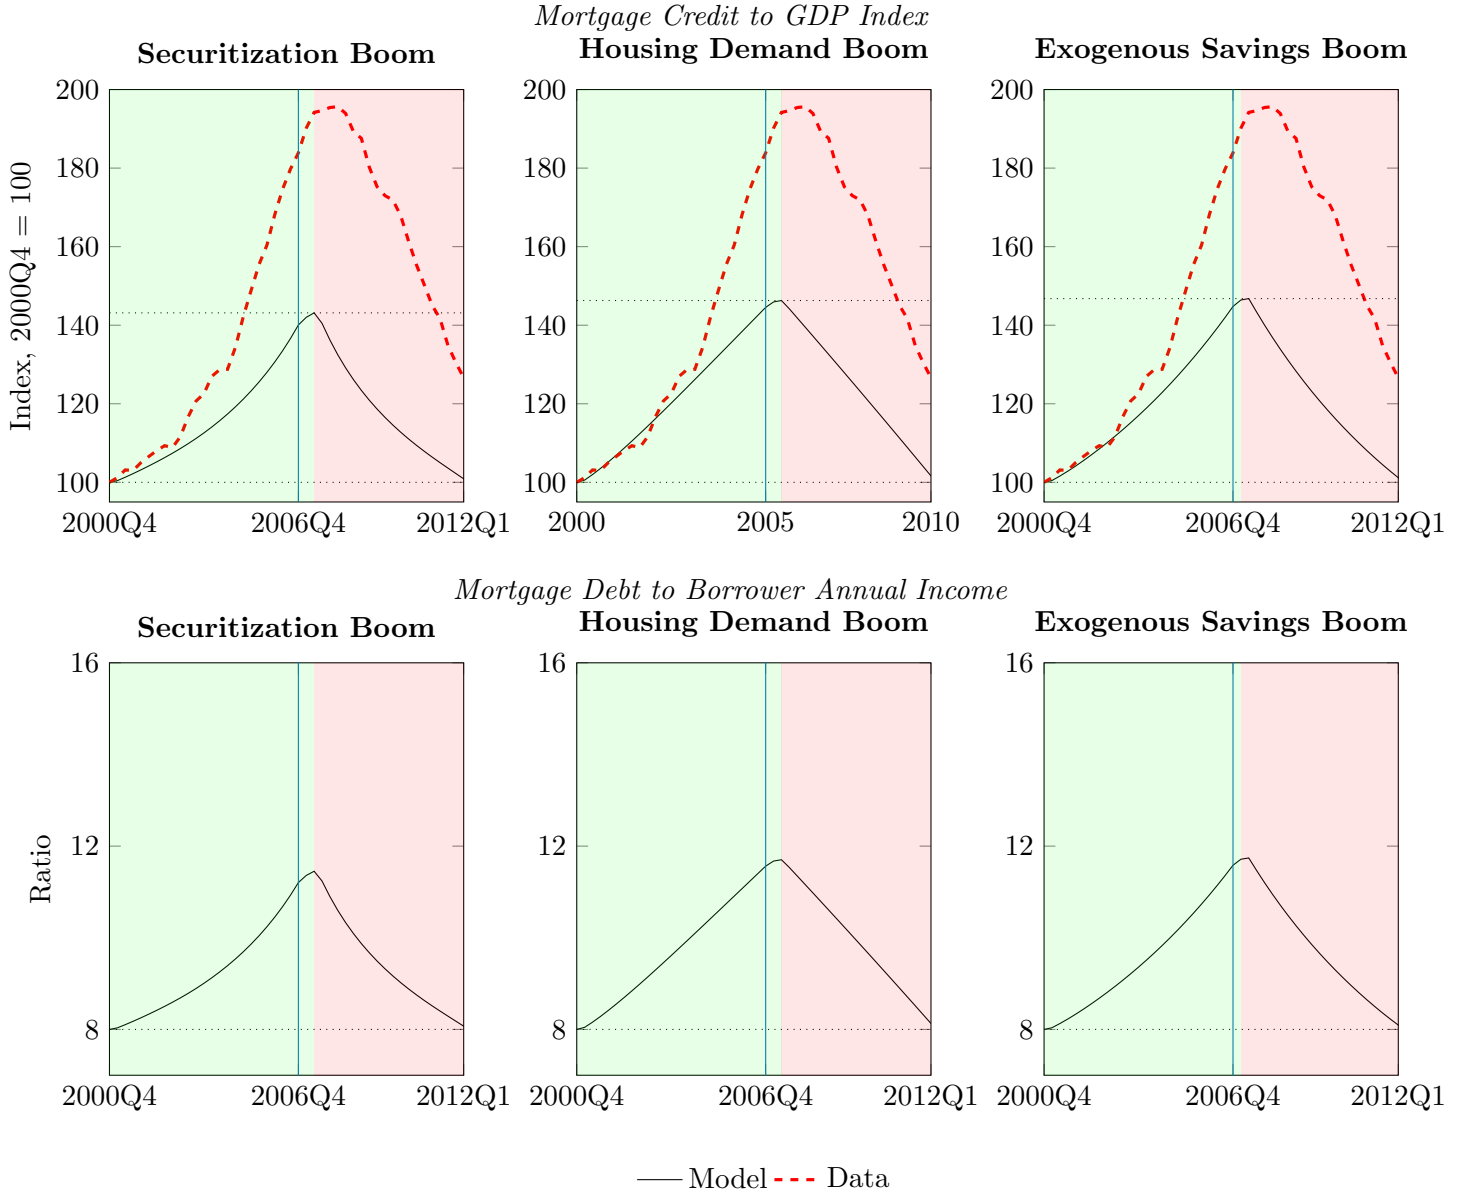 Mortgage Credit to GDP Index
Securitization Boom
Housing Demand Boom
Exogenous Savings Boom
Index, 2000Q4 = 100
200
180
160
140
120
100
2000Q4 2006Q4 2012Q1
200
180
160
140
120
100
2000 2005 2010
200
180
160
140
120
100
2000Q4 2006Q4 2012Q1
Mortgage Debt to Borrower Annual Income
Securitization Boom
Housing Demand Boom
Exogenous Savings Boom
Ratio
16
12
8
2000Q4 2006Q4 2012Q1
16
12
8
2000Q4 2006Q4 2012Q1
16
12
8
2000Q4 2006Q4 2012Q1
Model Data